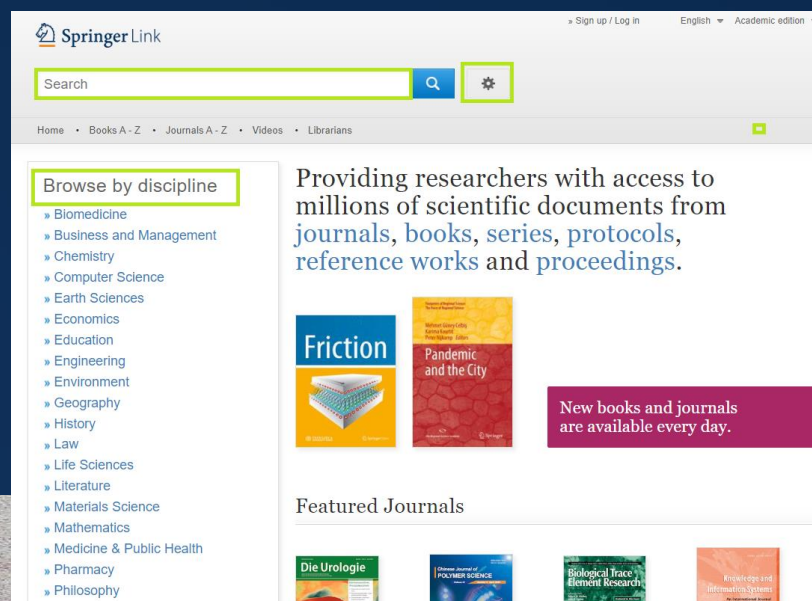 » Sign up / Log in English Academic edition
Springer Link
Search
Home • Books A - Z • Journals A - Z • Videos • Librarians
Browse by discipline
» Biomedicine
» Business and Management
» Chemistry
» Computer Science
» Earth Sciences
» Economics
» Education
» Engineering
» Environment
» Geography
» History
» Law
» Life Sciences
» Literature
» Materials Science
» Mathematics
» Medicine & Public Health
» Pharmacy
» Philosophy
Providing researchers with access to
millions of scientific documents from
journals, books, series, protocols,
reference works and proceedings.
Friction
Pandemic
and the City
Springer
New books and journals
are available every day.
Featured Journals
Die Urologie
Chinese Journal of
POLYMER SCIENCE
Biological Trace
Element Research
Knowledge and
Information Systems